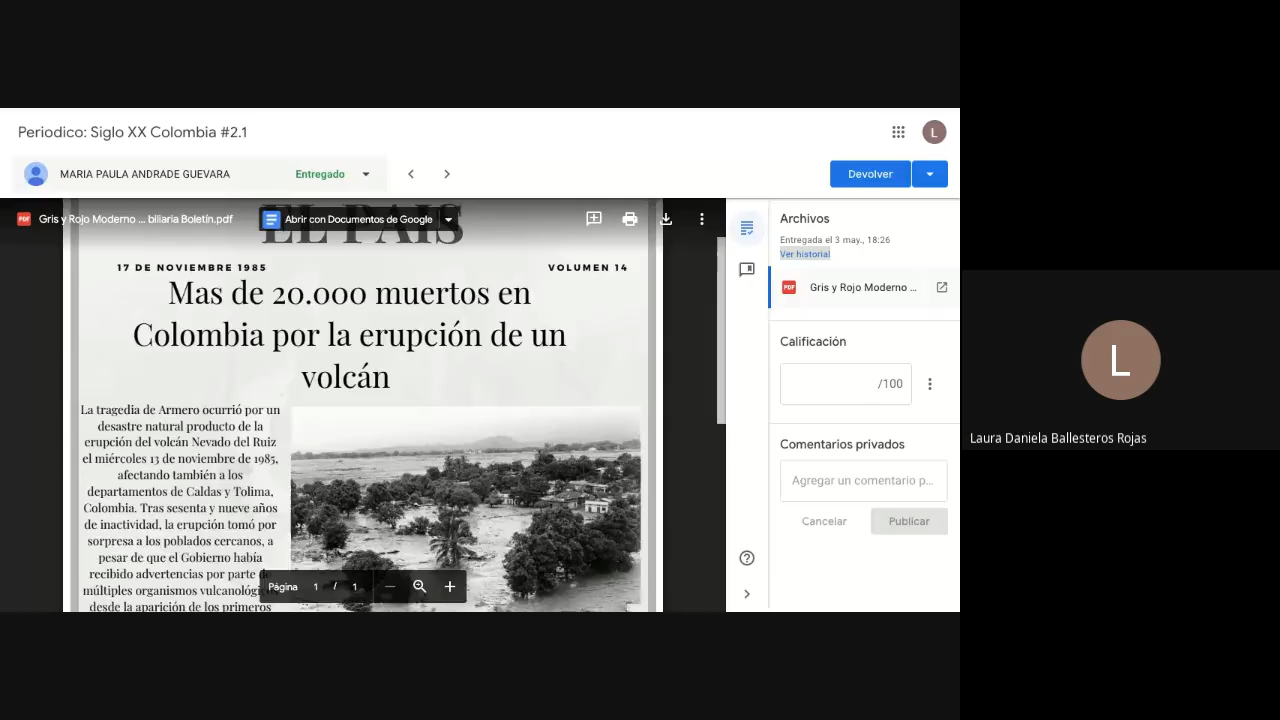 Periodico: Siglo XX Colombia #2.1
L
MARIA PAULA ANDRADE GUEVARA
Entregado
Devolver
PDF
Gris y Rojo Moderno ... biliaria Boletín.pdf
Abrir con Documentos de Google
EL PAIS
17 DE NOVIEMBRE 1985
VOLUMEN 14
Mas de 20.000 muertos en
Colombia por la erupción de un
volcán
La tragedia de Armero ocurrió por un
desastre natural producto de la
erupción del volcán Nevado del Ruiz
el miércoles 13 de noviembre de 1985,
afectando también a los
departamentos de Caldas y Tolima,
Colombia. Tras sesenta y nueve años
de inactividad, la erupción tomó por
sorpresa a los poblados cercanos, a
pesar de que el Gobierno había
recibido advertencias por parte de
múltiples organismos vulcanológic
desde la aparición de los primeros
Página 1 / 1
Archivos
Entregada el 3 may., 18:26
Ver historial
PDF
Gris y Rojo Moderno ...
Calificación
/100
Comentarios privados
Agregar un comentario p...
Cancelar
Publicar
L
Laura Daniela Ballesteros Rojas